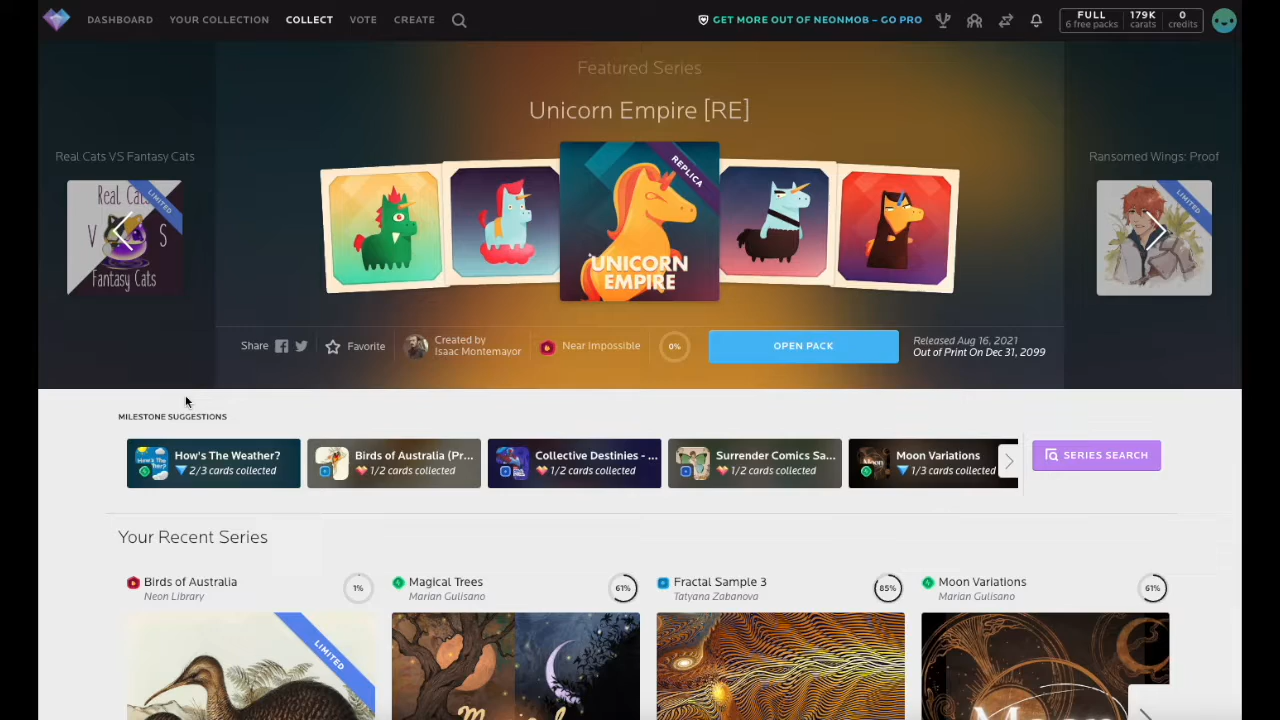 DASHBOARD YOUR COLLECTION COLLECT VOTE CREATE GET MORE OUT OF NEONMOB – GO PRO FULL 179K 0
6 free packs carats credits
Featured Series
Unicorn Empire [RE]
Real Cats VS Fantasy Cats
Ransomed Wings: Proof
Real Cats
V S
Fantasy Cats
LIMITED
REPLICA
UNICORN
EMPIRE
LIMITED
Share Favorite Created by
Isaac Montemayor
Near Impossible 0% OPEN PACK
Released Aug 16, 2021
Out of Print On Dec 31, 2099
MILESTONE SUGGESTIONS
How's The Weather?
2/3 cards collected
Birds of Australia (Pr...
1/2 cards collected
Collective Destinies - ...
1/2 cards collected
Surrender Comics Sa...
1/2 cards collected
Moon Variations
1/3 cards collected
SERIES SEARCH
Your Recent Series
Birds of Australia
Neon Library
1%
Magical Trees
Marian Gulisano
61%
Fractal Sample 3
Tatyana Zabanova
85%
Moon Variations
Marian Gulisano
61%
LIMITED